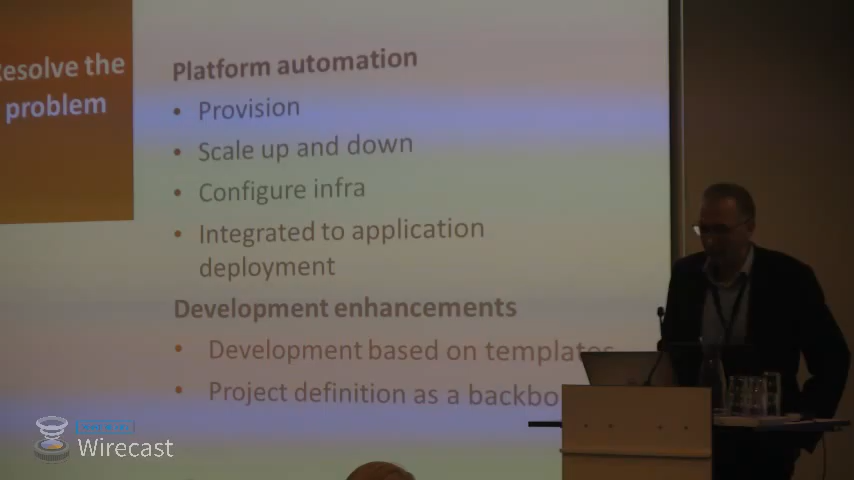 esolve the
problem
Platform automation
• Provision
• Scale up and down
• Configure infra
• Integrated to application
deployment
Development enhancements
• Development based on templates
• Project definition as a backbo
Wirecast